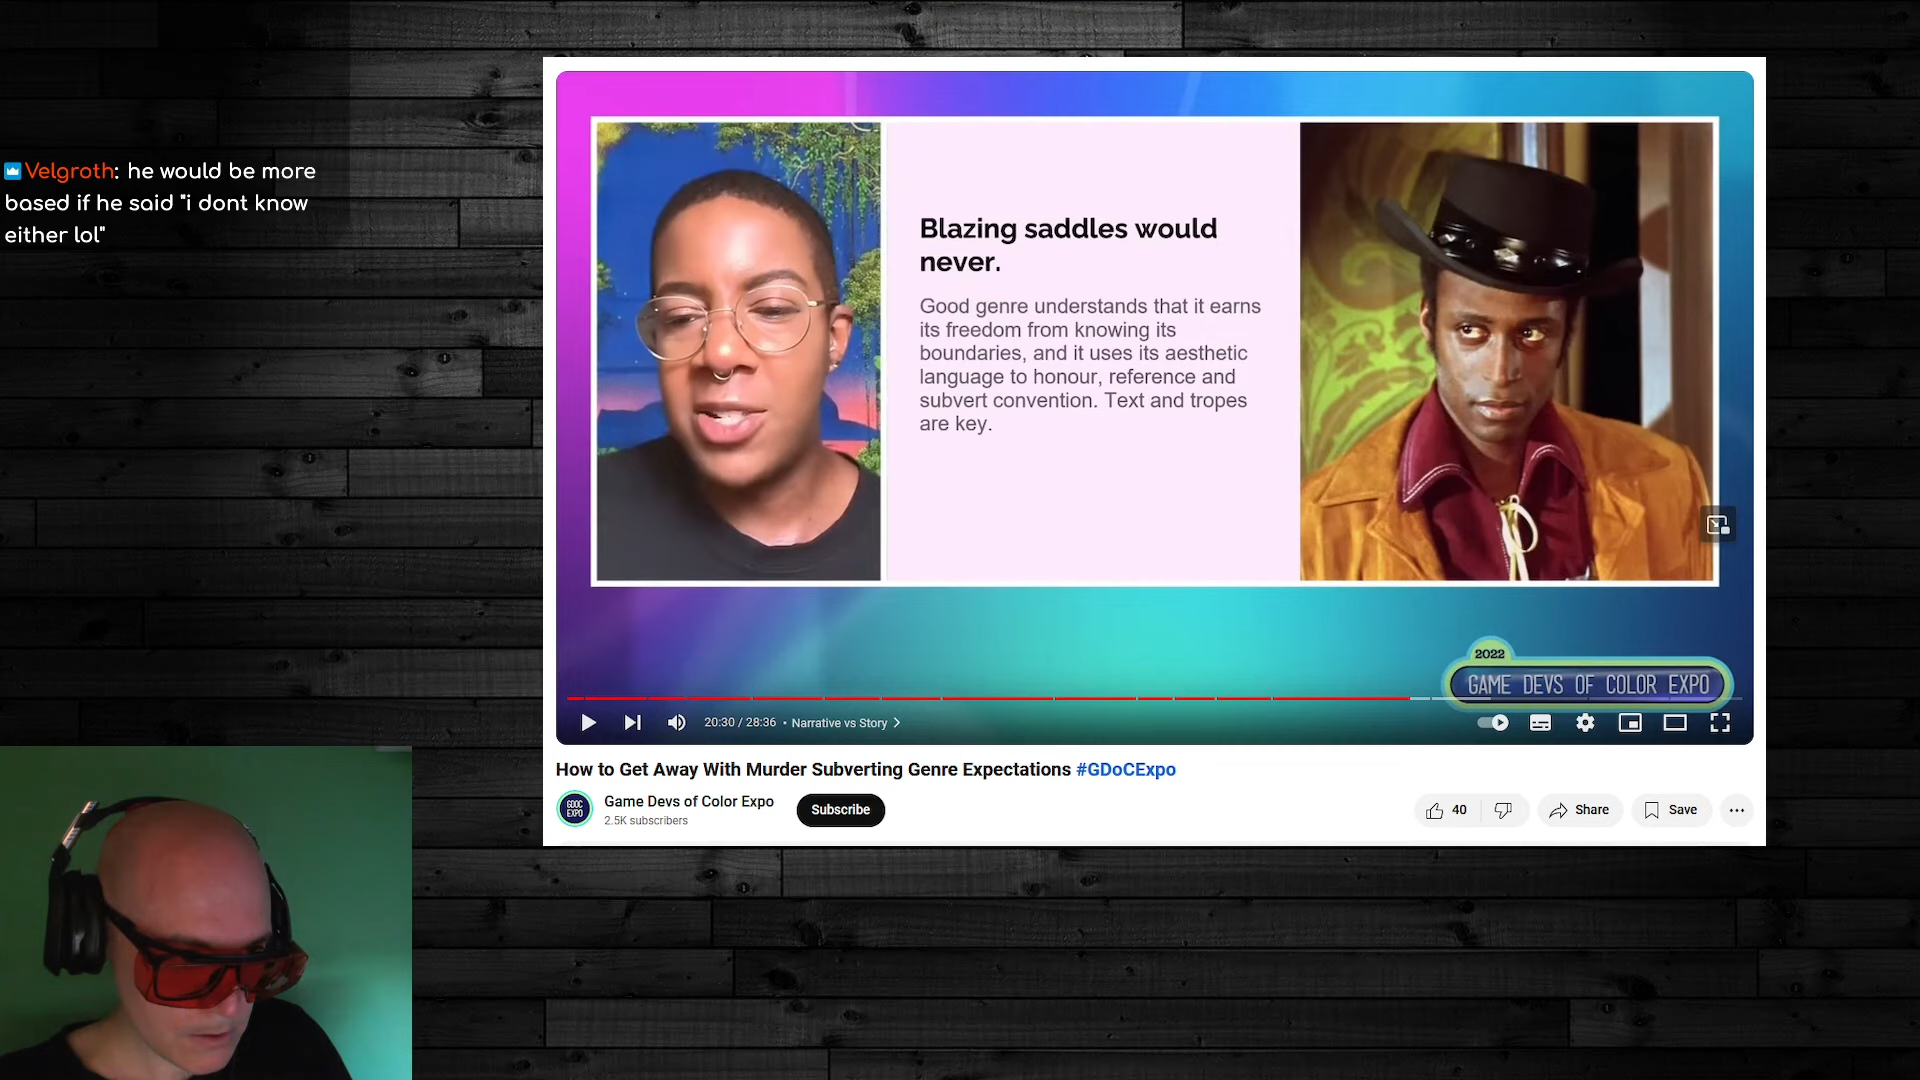 Velgroth: he would be more
based if he said "i dont know
either lol"
Blazing saddles would
never.
Good genre understands that it earns
its freedom from knowing its
boundaries, and it uses its aesthetic
language to honour, reference and
subvert convention. Text and tropes
are key.
2022
GAME DEVS OF COLOR EXPO
20:30 / 28:36 • Narrative vs Story
How to Get Away With Murder Subverting Genre Expectations #GDoCExpo
GDOC
EXPO
Game Devs of Color Expo
2.5K subscribers
Subscribe
40
Share
Save